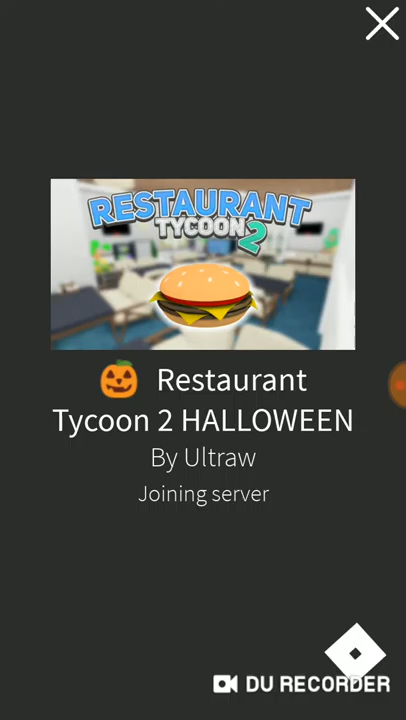 RESTAURANT
TYCOON 2
🎃 Restaurant
Tycoon 2 HALLOWEEN
By Ultraw
Joining server
DU RECORDER